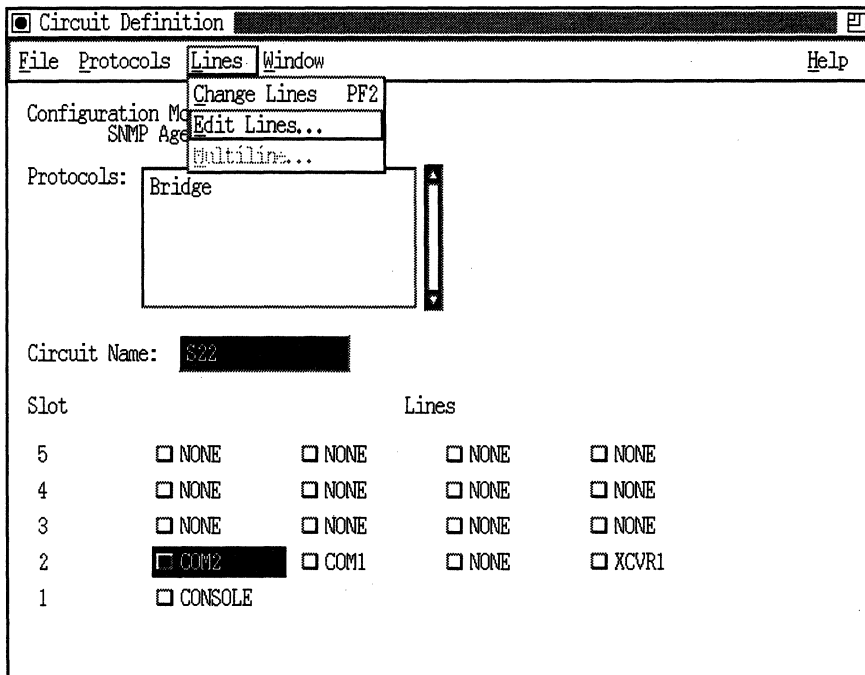 Circuit Definition
File Protocols Lines Window Help
Change Lines PF2
Configuration Mo
Edit Lines...
SNMP Age
Multiline...
Protocols:
Bridge
Circuit Name: S22
Slot Lines
5 NONE NONE NONE NONE
4 NONE NONE NONE NONE
3 NONE NONE NONE NONE
2 COM2 COM1 NONE XCVR1
1 CONSOLE